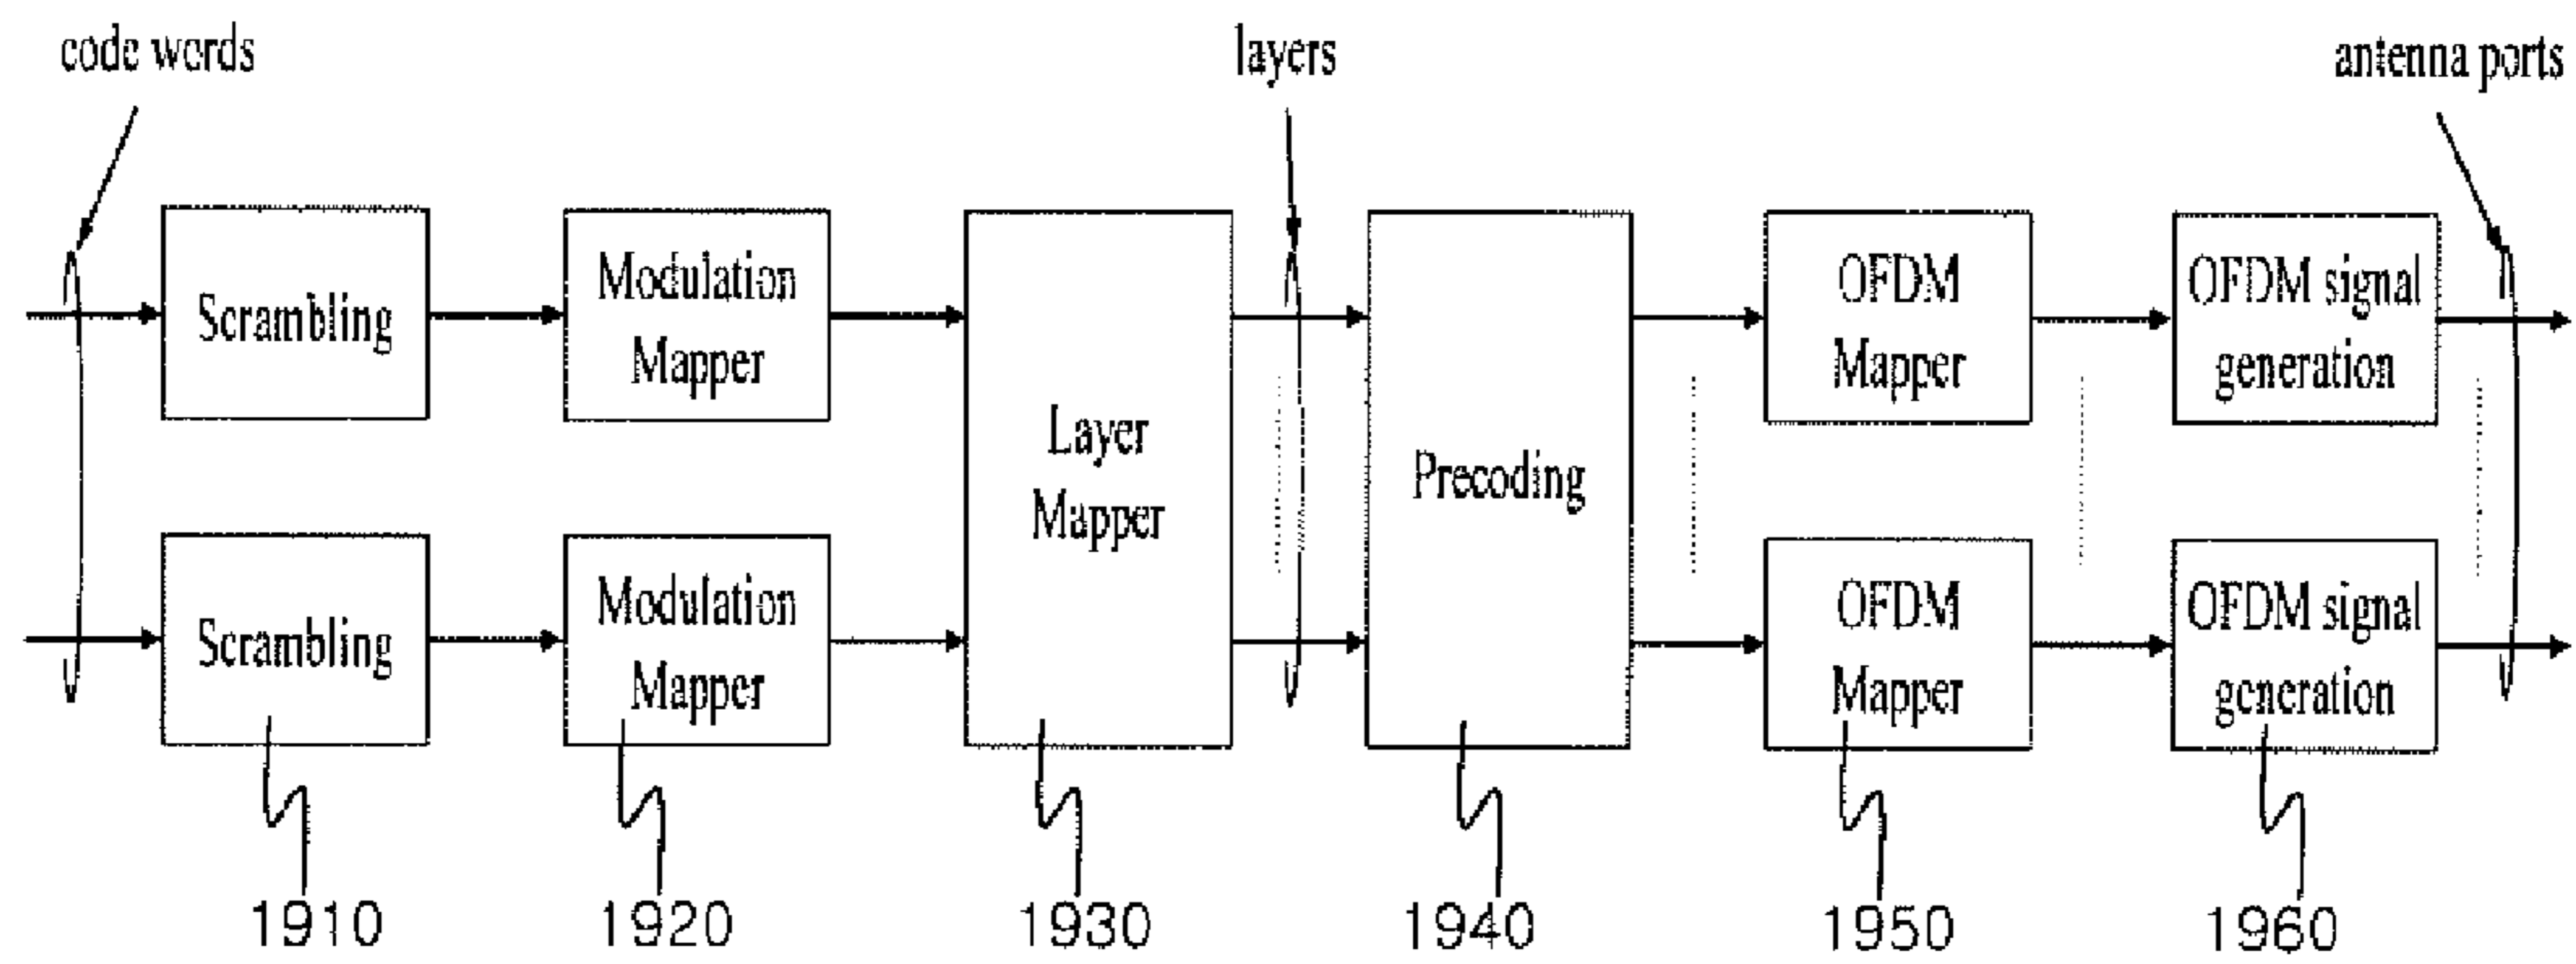 code words
layers
antenna ports
Scrambling
Modulation
Mapper
Layer
Mapper
Precoding
OFDM
Mapper
OFDM signal
generation
Scrambling
Modulation
Mapper
OFDM
Mapper
OFDM signal
generation
1910
1920
1930
1940
1950
1960